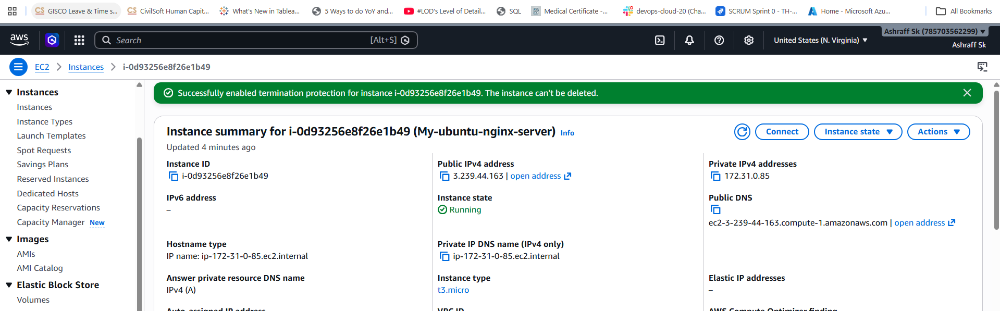 GISCO Leave & Time s...
CivilSoft Human Capit...
What's New in Tablea...
5 Ways to do YoY and...
#LOD's Level of Detail...
SQL
Medical Certificate -...
devops-cloud-20 (Cha...
SCRUM Sprint 0 - TH-...
Home - Microsoft Azu...
All Bookmarks
aws
Search
[Alt+S]
United States (N. Virginia)
Ashraff Sk (785703562299)
Ashraff Sk
EC2
Instances
i-0d93256e8f26e1b49
Instances
Instances
Instance Types
Launch Templates
Spot Requests
Savings Plans
Reserved Instances
Dedicated Hosts
Capacity Reservations
Capacity Manager New
Images
AMIs
AMI Catalog
Elastic Block Store
Volumes
Successfully enabled termination protection for instance i-0d93256e8f26e1b49. The instance can't be deleted.
Instance summary for i-0d93256e8f26e1b49 (My-ubuntu-nginx-server) Info
Updated 4 minutes ago
Connect
Instance state
Actions
Instance ID
i-0d93256e8f26e1b49
Public IPv4 address
3.239.44.163 | open address
Private IPv4 addresses
172.31.0.85
IPv6 address
–
Instance state
Running
Public DNS
ec2-3-239-44-163.compute-1.amazonaws.com | open address
Hostname type
IP name: ip-172-31-0-85.ec2.internal
Private IP DNS name (IPv4 only)
ip-172-31-0-85.ec2.internal
Answer private resource DNS name
IPv4 (A)
Instance type
t3.micro
Elastic IP addresses
–
Auto-assigned IP address
VPC ID
AWS Compute Optimizer finding